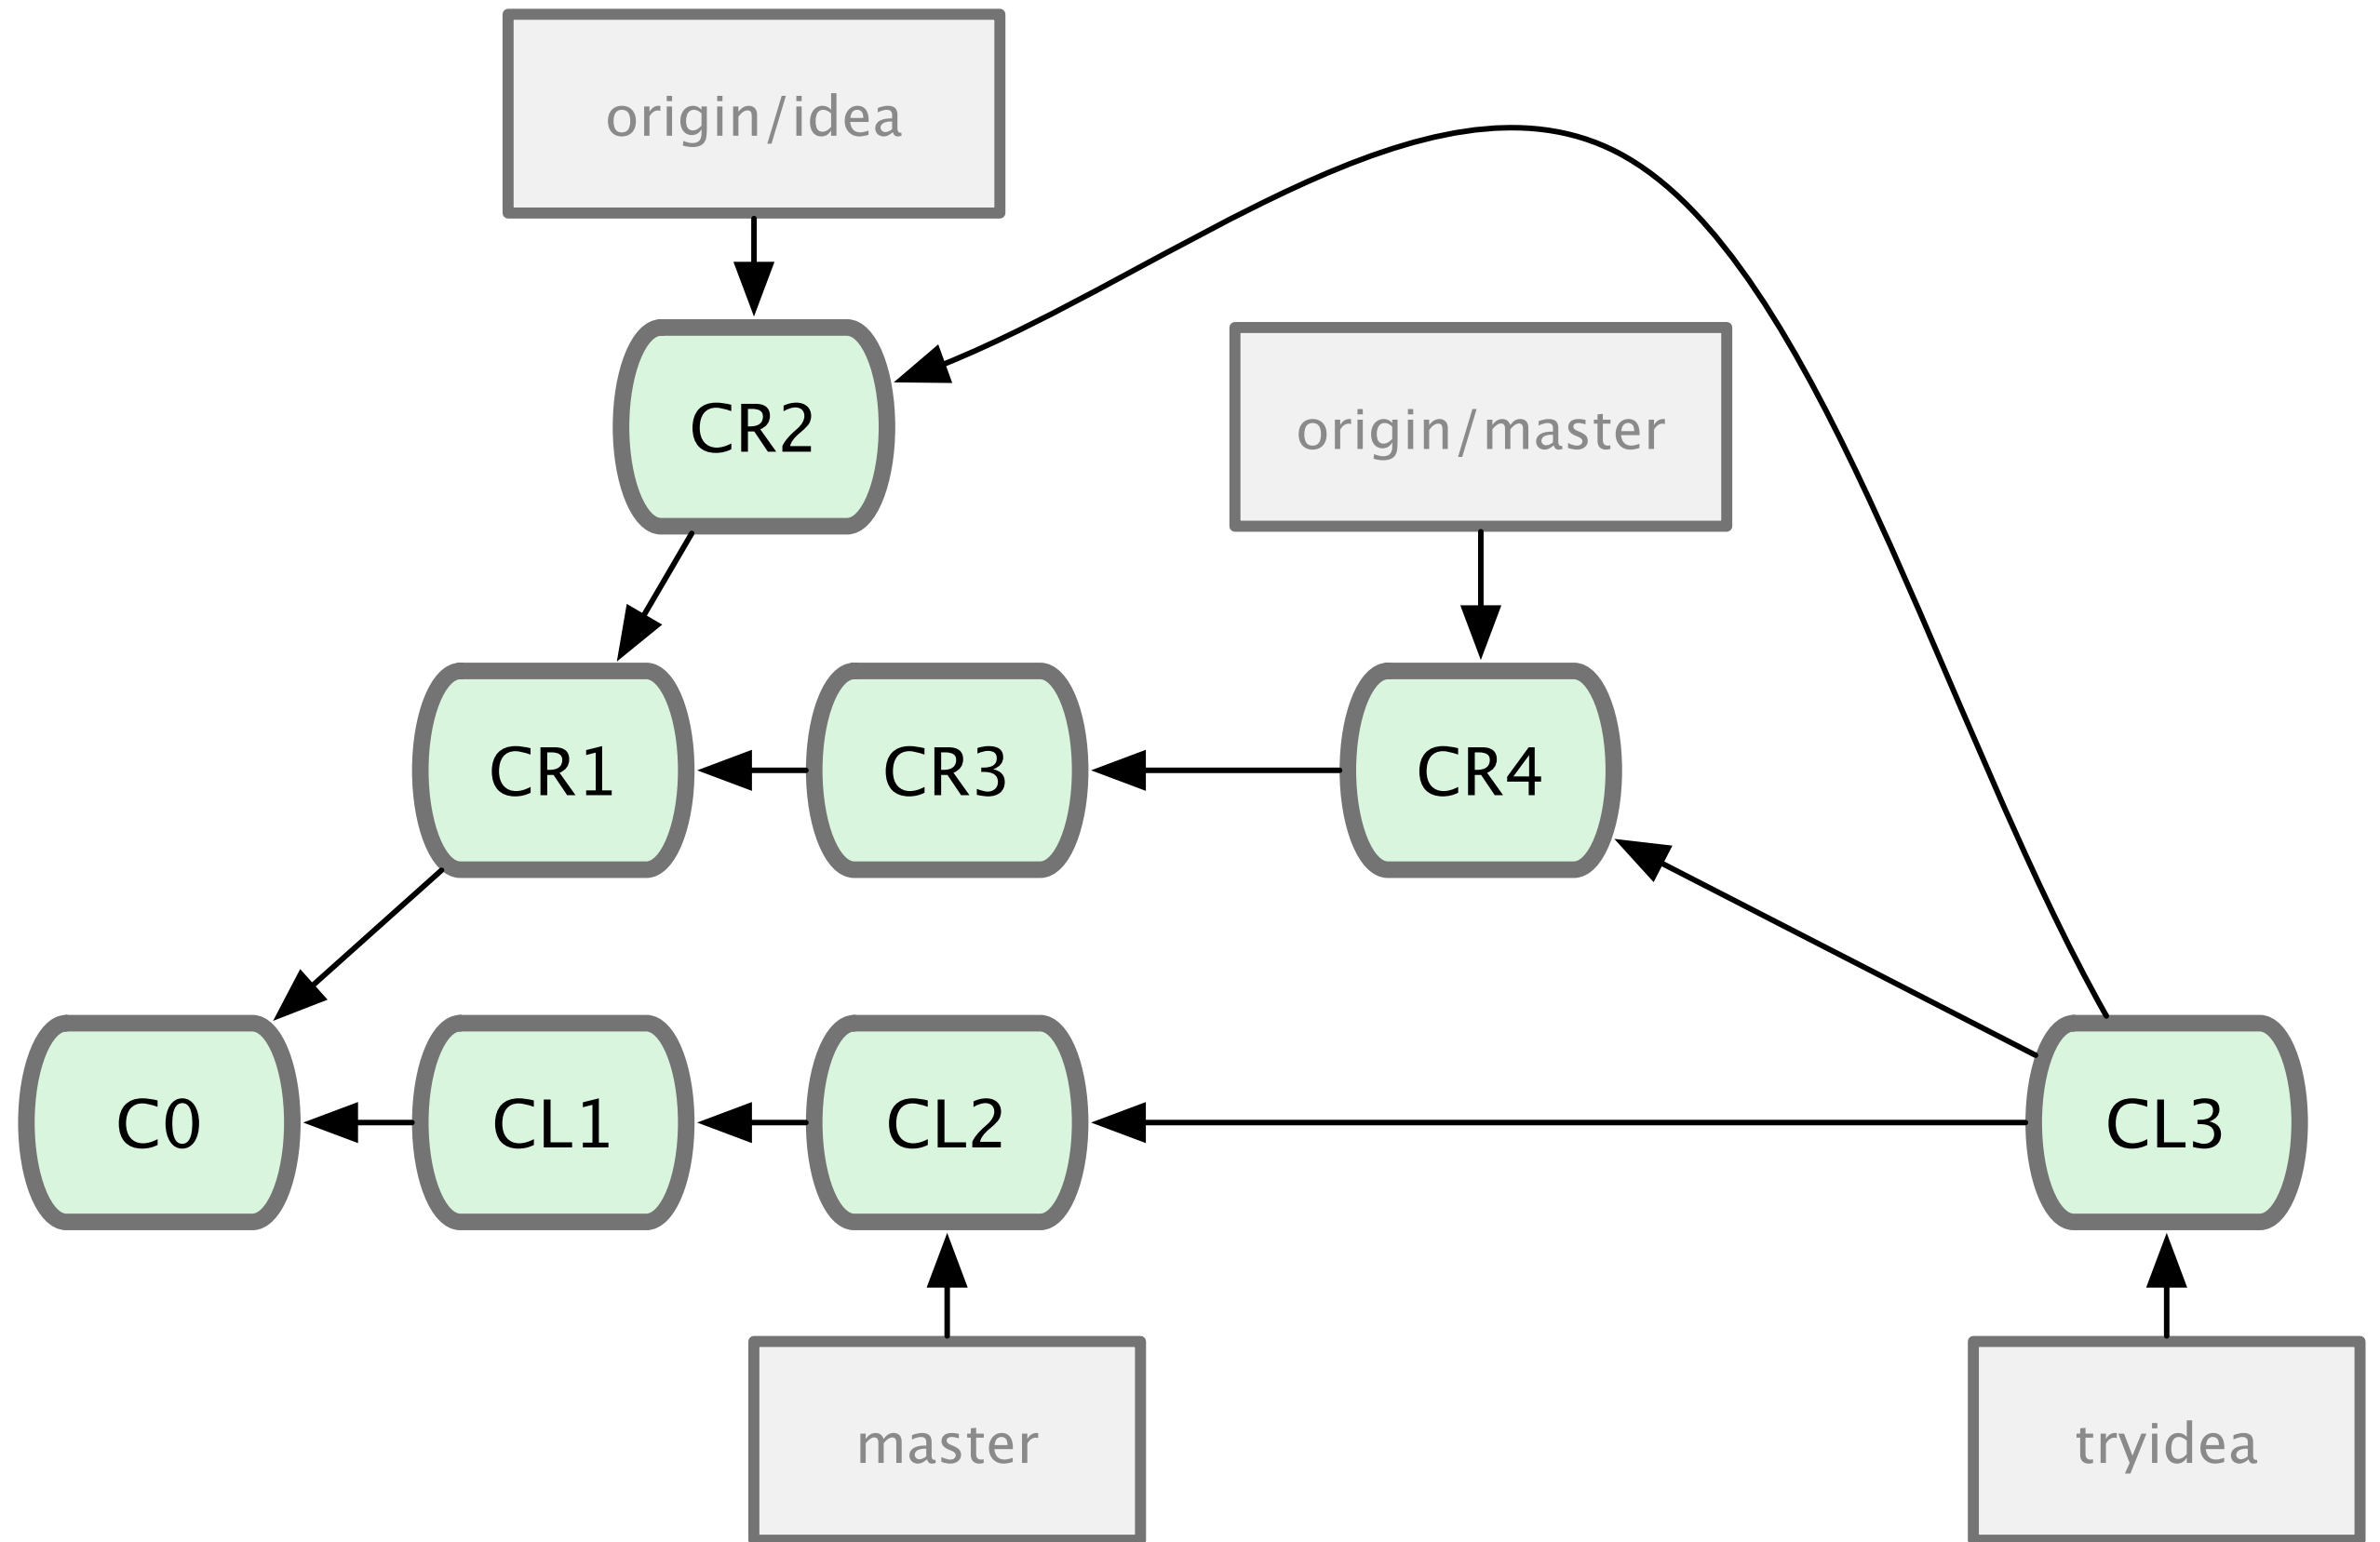 origin/idea
CR2
origin/master
CR1
CR3
CR4
C0
CL1
CL2
CL3
master
tryidea